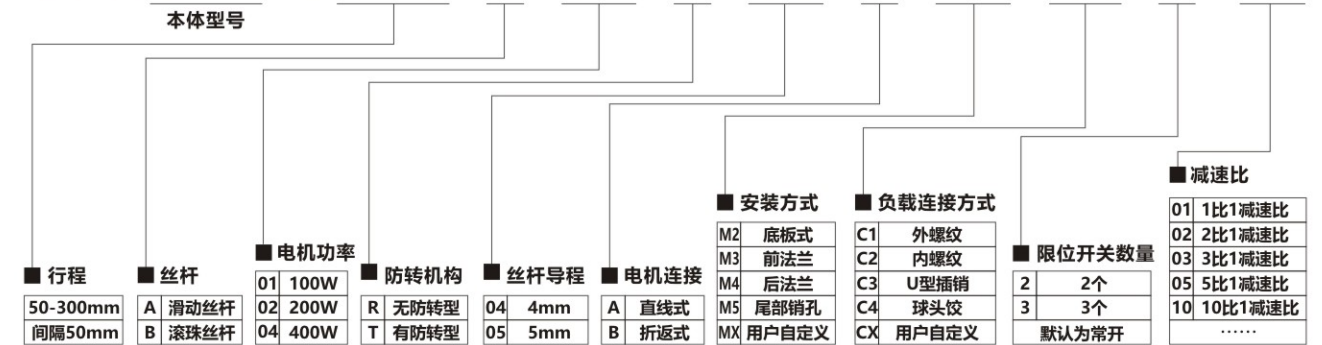 本体型号
■ 行程
50-300mm
间隔50mm
■ 丝杆
A 滑动丝杆
B 滚珠丝杆
■ 电机功率
01 100W
02 200W
04 400W
■ 防转机构
R 无防转型
T 有防转型
■ 丝杆导程
04 4mm
05 5mm
■ 电机连接
A 直线式
B 折返式
■ 安装方式
M2 底板式
M3 前法兰
M4 后法兰
M5 尾部销孔
MX 用户自定义
■ 负载连接方式
C1 外螺纹
C2 内螺纹
C3 U型插销
C4 球头铰
CX 用户自定义
■ 限位开关数量
2 2个
3 3个
默认为常开
■ 减速比
01 1比1减速比
02 2比1减速比
03 3比1减速比
05 5比1减速比
10 10比1减速比
······